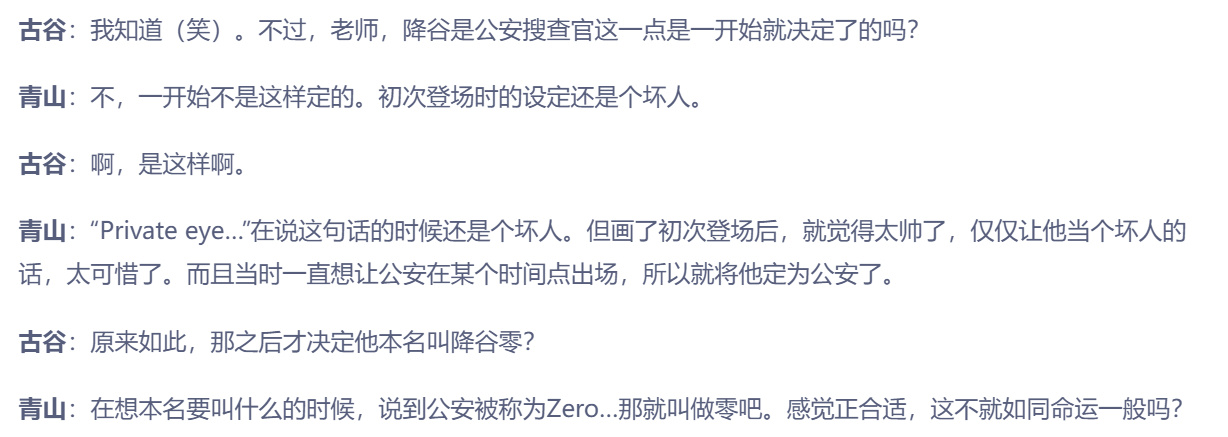 古谷：我知道（笑）。不过，老师，降谷是公安搜查官这一点是一开始就决定了的吗？
青山：不，一开始不是这样定的。初次登场时的设定还是个坏人。
古谷：啊，是这样啊。
青山：“Private eye…”在说这句话的时候还是个坏人。但画了初次登场后，就觉得太帅了，仅仅让他当个坏人的
话，太可惜了。而且当时一直想让公安在某个时间点出场，所以就将他定为公安了。
古谷：原来如此，那之后才决定他本名叫降谷零？
青山：在想本名要叫什么的时候，说到公安被称为Zero…那就叫做零吧。感觉正合适，这不就如同命运一般吗？